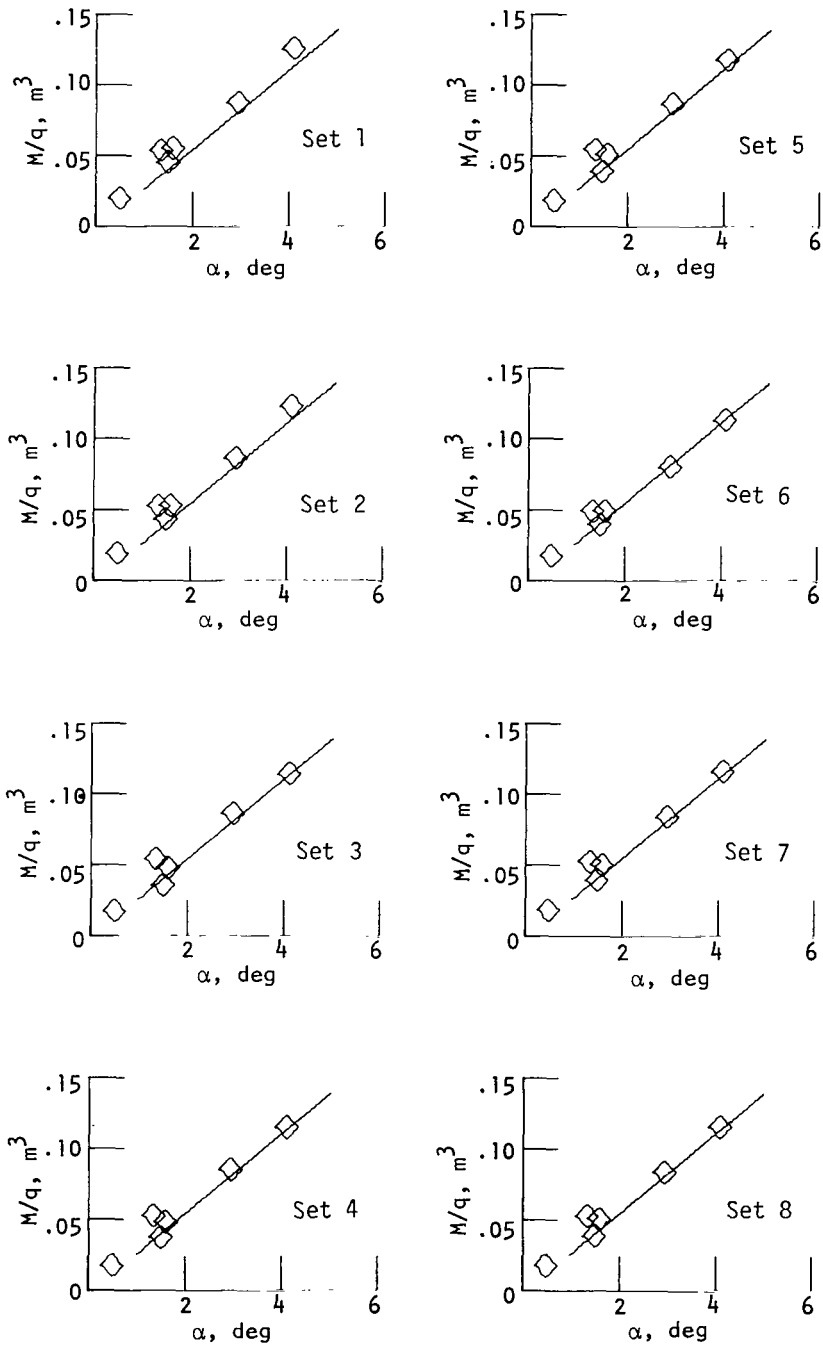 .15
.10
.05
0
M/q, m³
2
4
6
α, deg
Set 1
.15
.10
.05
0
M/q, m³
2
4
6
α, deg
Set 5
.15
.10
.05
0
M/q, m³
2
4
6
α, deg
Set 2
.15
.10
.05
0
M/q, m³
2
4
6
α, deg
Set 6
.15
.10
.05
0
M/q, m³
2
4
6
α, deg
Set 3
.15
.10
.05
0
M/q, m³
2
4
6
α, deg
Set 7
.15
.10
.05
0
M/q, m³
2
4
6
α, deg
Set 4
.15
.10
.05
0
M/q, m³
2
4
6
α, deg
Set 8